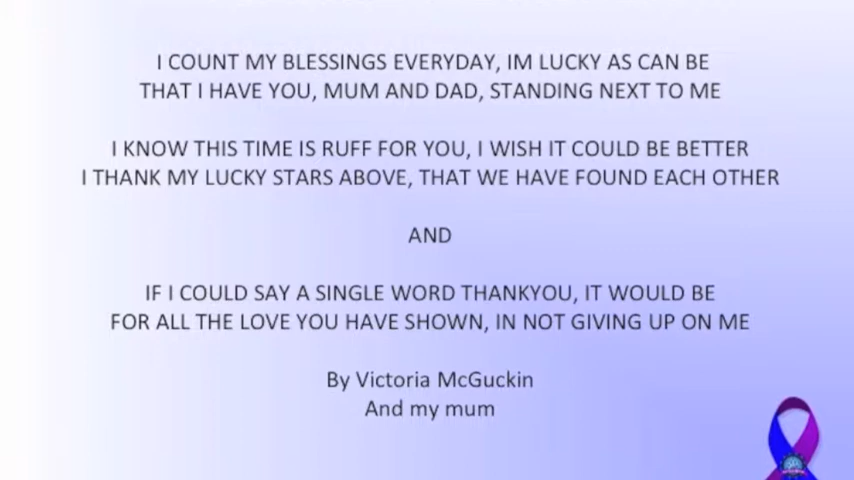 I COUNT MY BLESSINGS EVERYDAY, IM LUCKY AS CAN BE
THAT I HAVE YOU, MUM AND DAD, STANDING NEXT TO ME
I KNOW THIS TIME IS RUFF FOR YOU, I WISH IT COULD BE BETTER
I THANK MY LUCKY STARS ABOVE, THAT WE HAVE FOUND EACH OTHER
AND
IF I COULD SAY A SINGLE WORD THANKYOU, IT WOULD BE
FOR ALL THE LOVE YOU HAVE SHOWN, IN NOT GIVING UP ON ME
By Victoria McGuckin
And my mum